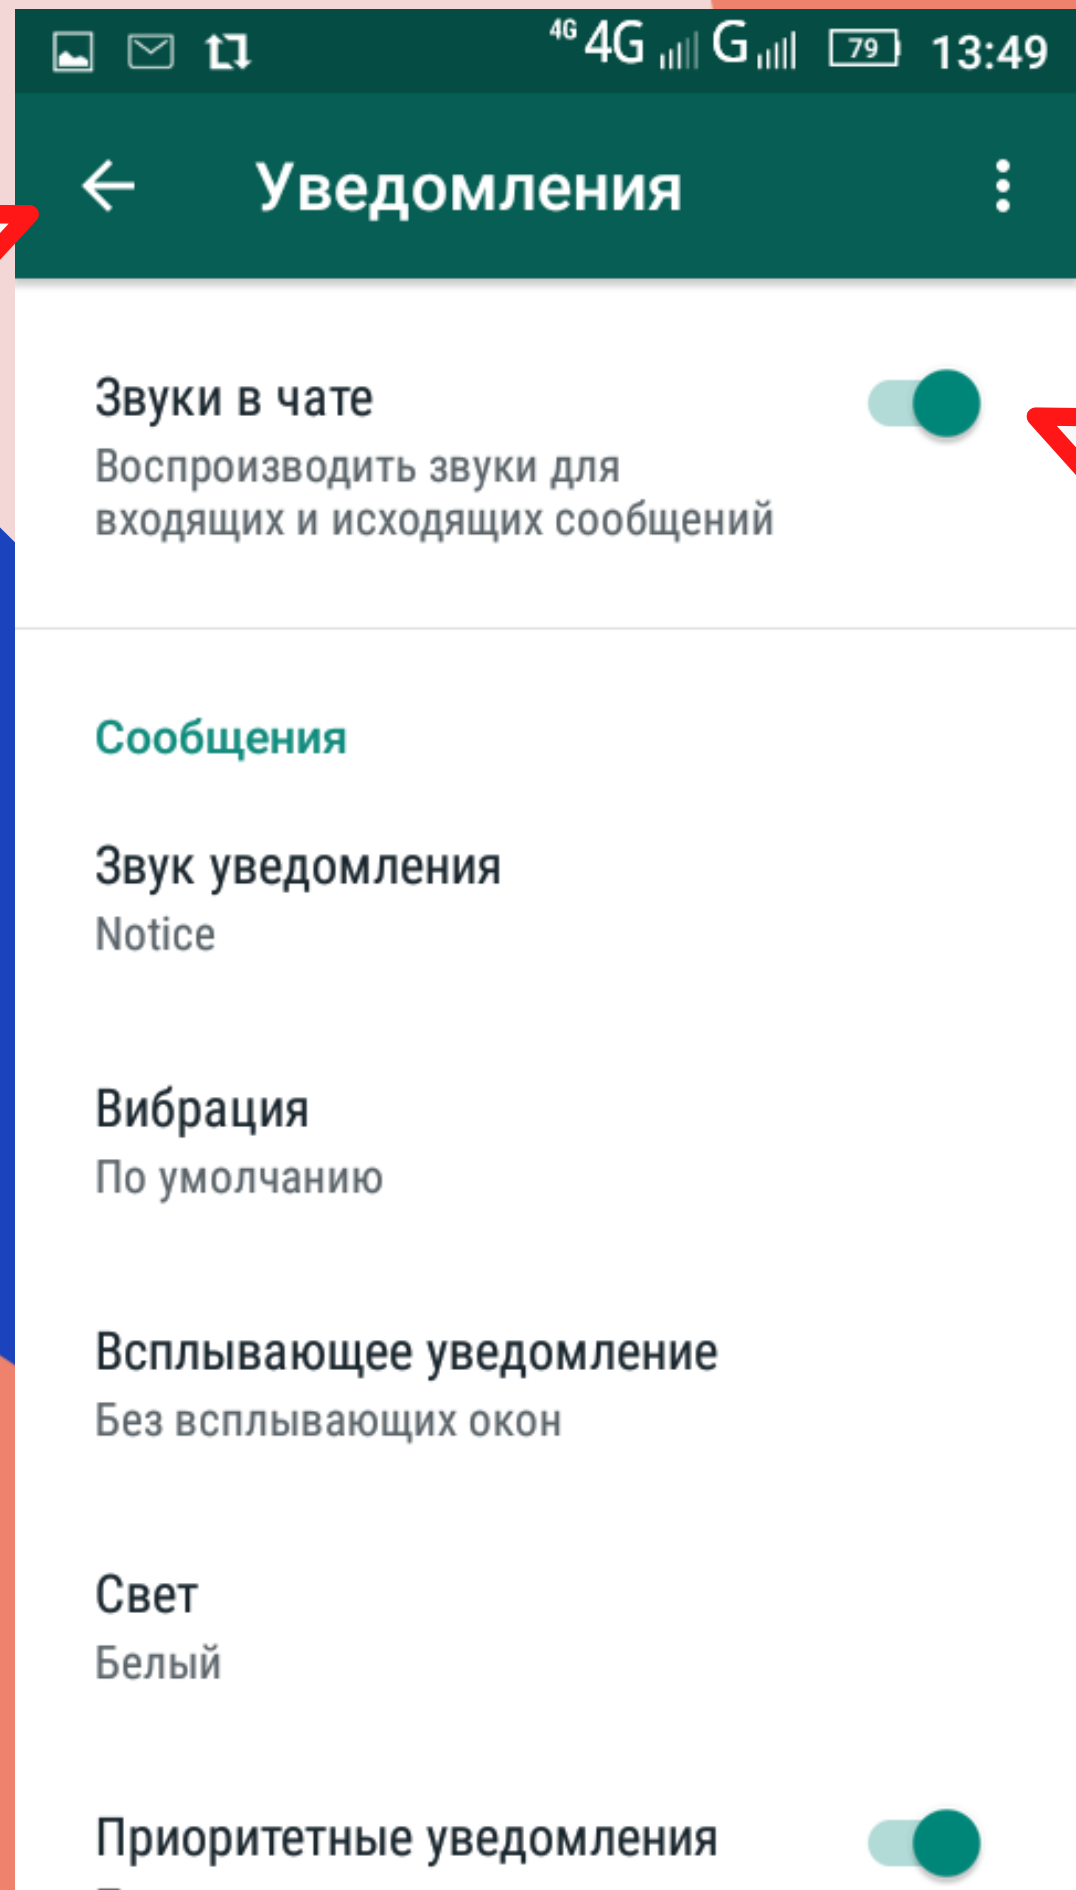 4G 4G G 79 13:49
Уведомления
Звуки в чате
Воспроизводить звуки для
входящих и исходящих сообщений
Сообщения
Звук уведомления
Notice
Вибрация
По умолчанию
Всплывающее уведомление
Без всплывающих окон
Свет
Белый
Приоритетные уведомления